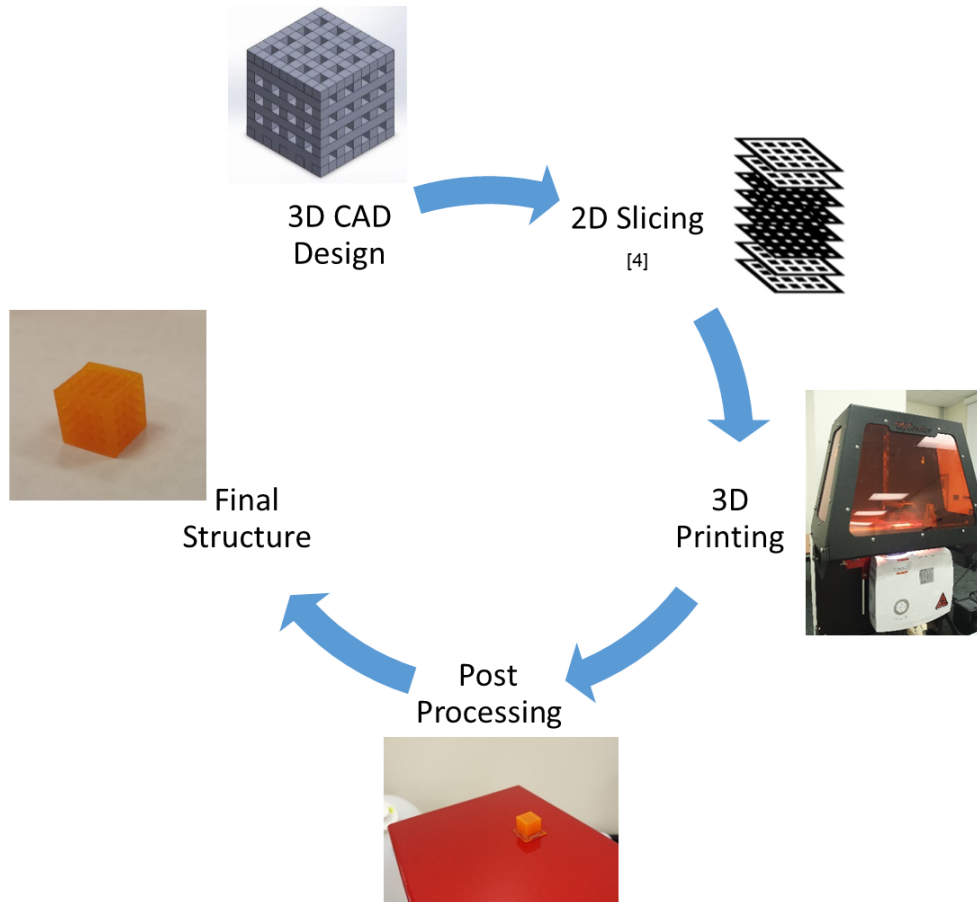 3D CAD
Design
2D Slicing
[4]
3D
Printing
Post
Processing
Final
Structure